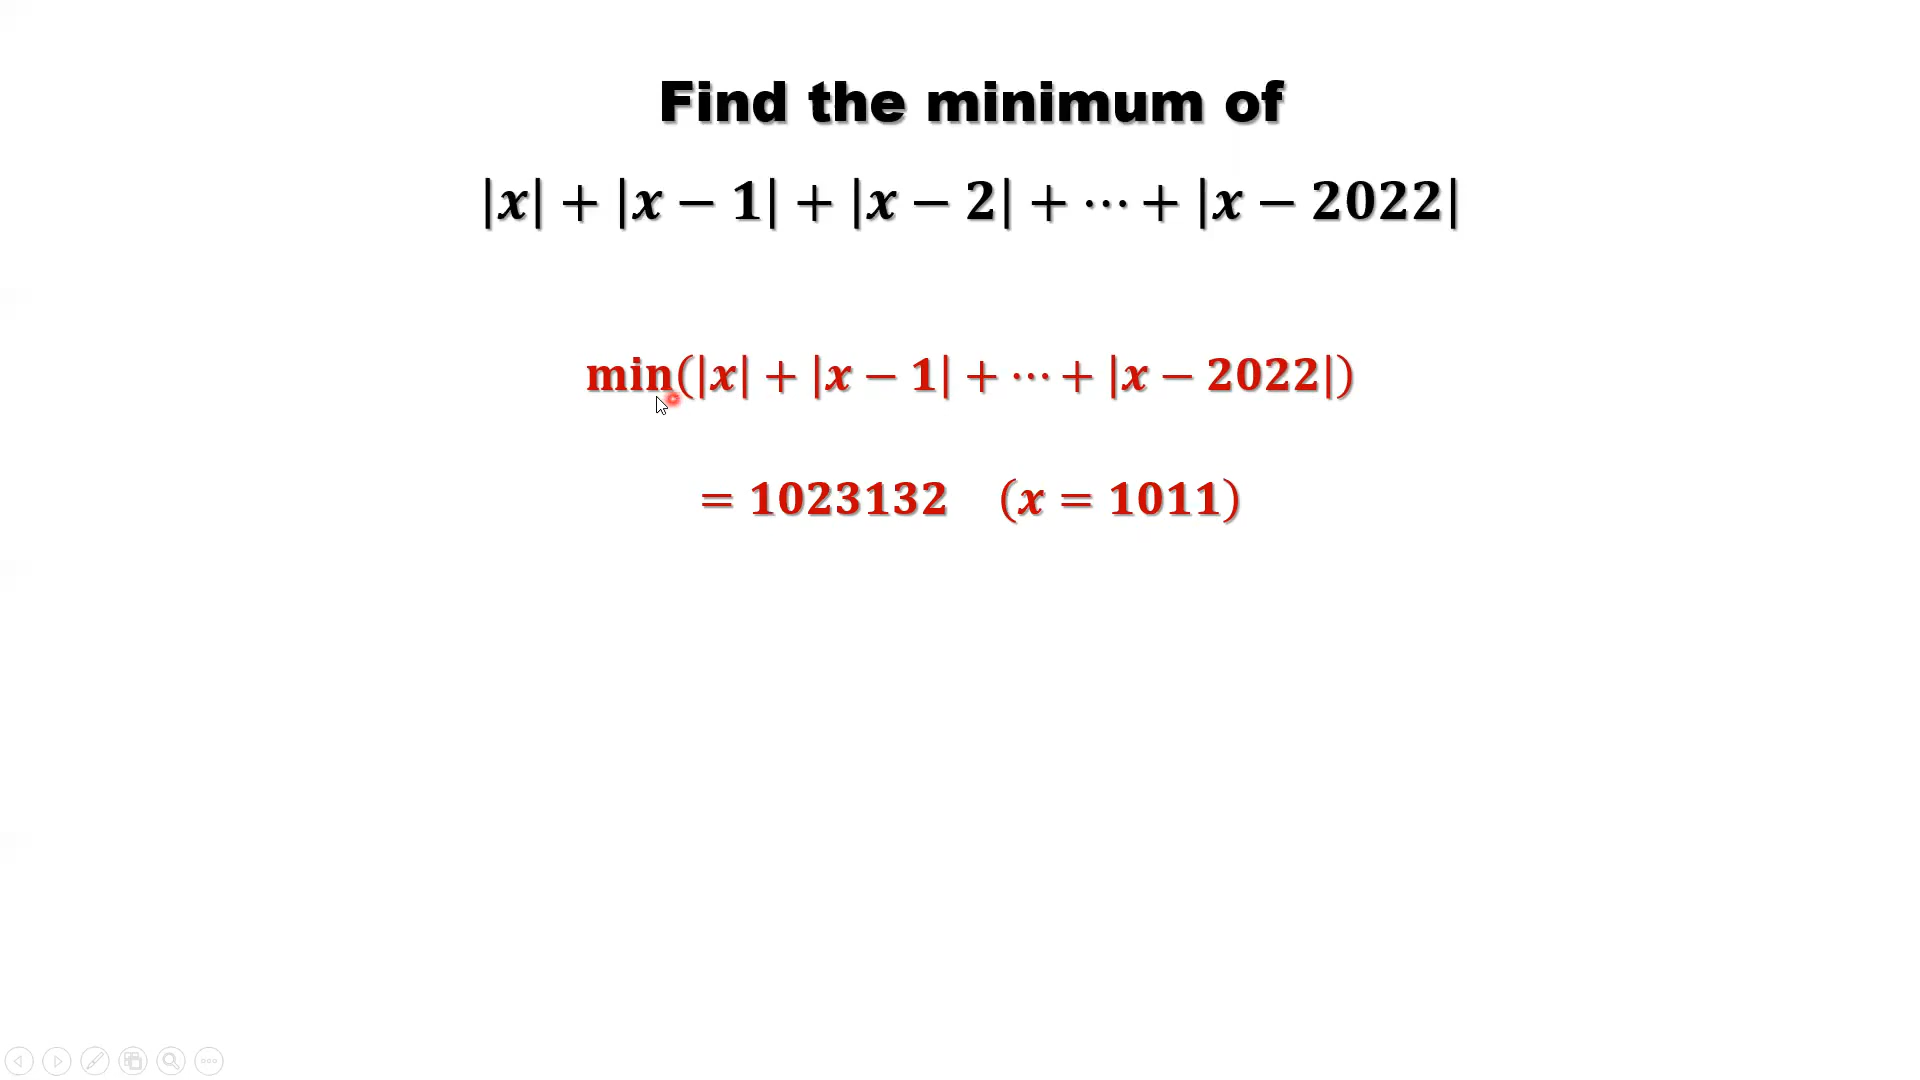 Find the minimum of
|x| + |x − 1| + |x − 2| + ⋯ + |x − 2022|
min(|x| + |x − 1| + ⋯ + |x − 2022|)
= 1023132 (x = 1011)